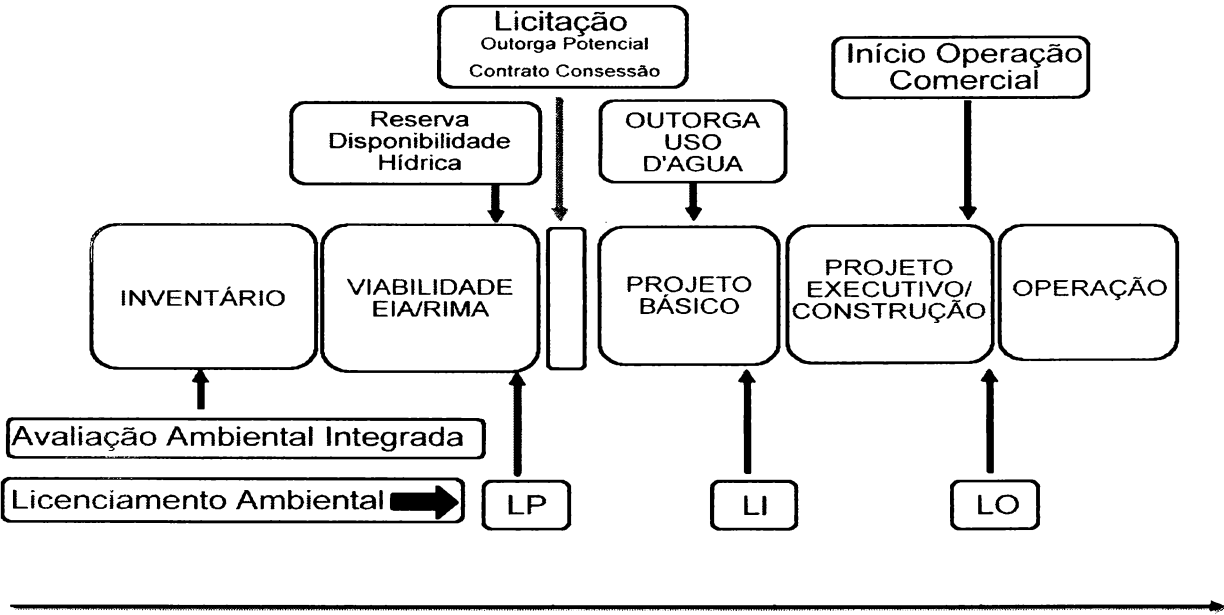 Licitação
Outorga Potencial
Contrato Consessão
Início Operação
Comercial
Reserva
Disponibilidade
Hídrica
OUTORGA
USO
D'AGUA
INVENTÁRIO
VIABILIDADE
EIA/RIMA
PROJETO
BÁSICO
PROJETO
EXECUTIVO/
CONSTRUÇÃO
OPERAÇÃO
Avaliação Ambiental Integrada
Licenciamento Ambiental
LP
LI
LO